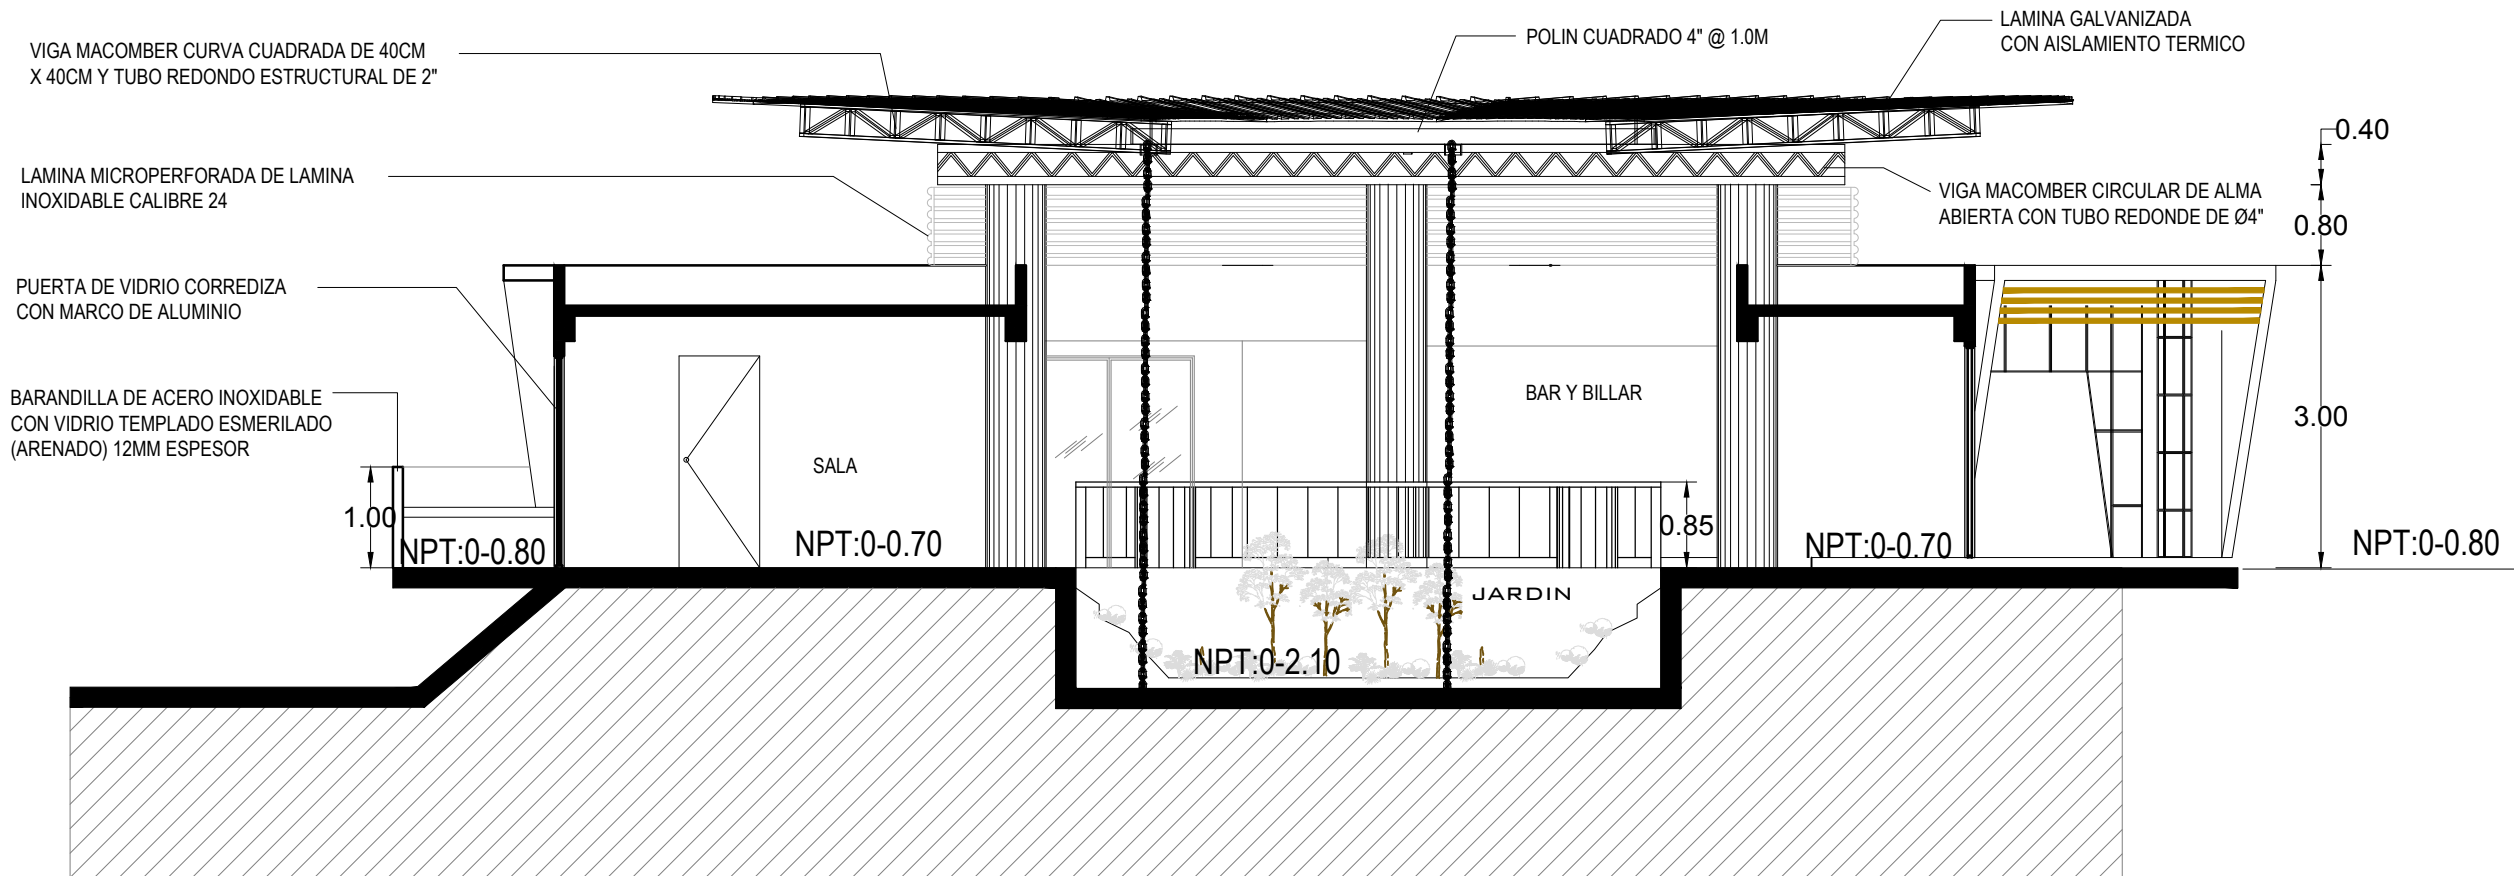 VIGA MACOMBER CURVA CUADRADA DE 40CM
X 40CM Y TUBO REDONDO ESTRUCTURAL DE 2"
POLIN CUADRADO 4" @ 1.0M
LAMINA GALVANIZADA
CON AISLAMIENTO TERMICO
0.40
LAMINA MICROPERFORADA DE LAMINA
INOXIDABLE CALIBRE 24
VIGA MACOMBER CIRCULAR DE ALMA
ABIERTA CON TUBO REDONDE DE Ø4"
0.80
PUERTA DE VIDRIO CORREDIZA
CON MARCO DE ALUMINIO
BARANDILLA DE ACERO INOXIDABLE
CON VIDRIO TEMPLADO ESMERILADO
(ARENADO) 12MM ESPESOR
BAR Y BILLAR
3.00
SALA
1.00
0.85
NPT:0-0.80
NPT:0-0.70
NPT:0-0.70
NPT:0-0.80
JARDIN
NPT:0-2.10